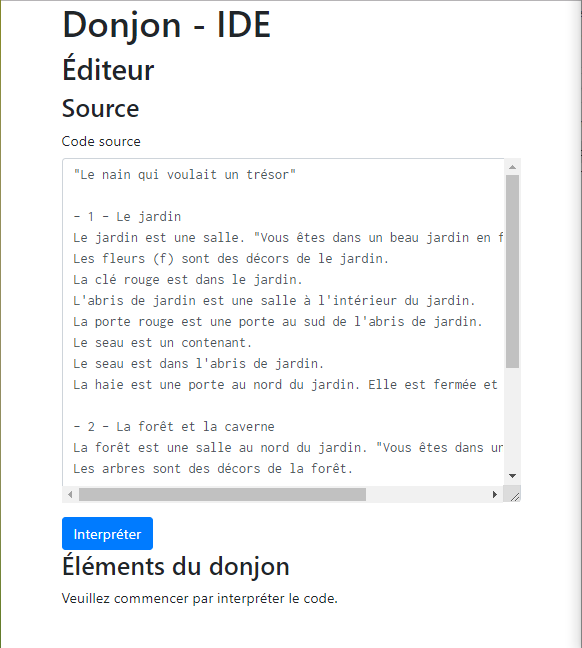 Donjon - IDE
Éditeur
Source
Code source
"Le nain qui voulait un trésor"
- 1 - Le jardin
Le jardin est une salle. "Vous êtes dans un beau jardin en f
Les fleurs (f) sont des décors de le jardin.
La clé rouge est dans le jardin.
L'abris de jardin est une salle à l'intérieur du jardin.
La porte rouge est une porte au sud de l'abris de jardin.
Le seau est un contenant.
Le seau est dans l'abris de jardin.
La haie est une porte au nord du jardin. Elle est fermée et
- 2 - La forêt et la caverne
La forêt est une salle au nord du jardin. "Vous êtes dans un
Les arbres sont des décors de la forêt.
Interpréter
Éléments du donjon
Veuillez commencer par interpréter le code.